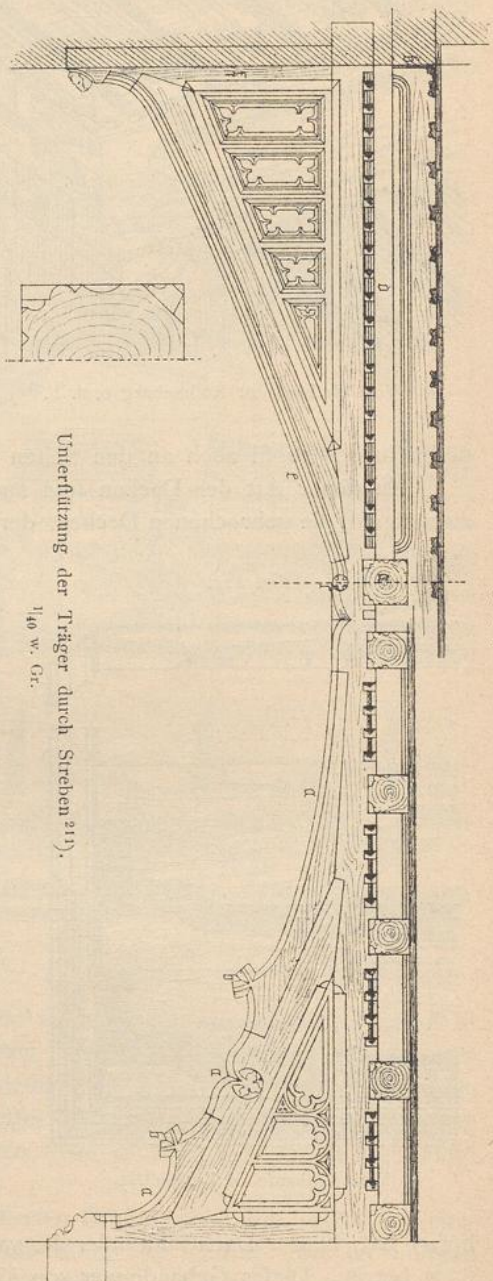 Unterſtützung der Träger durch Streben ²¹¹).
¹/₄₀ w. Gr.